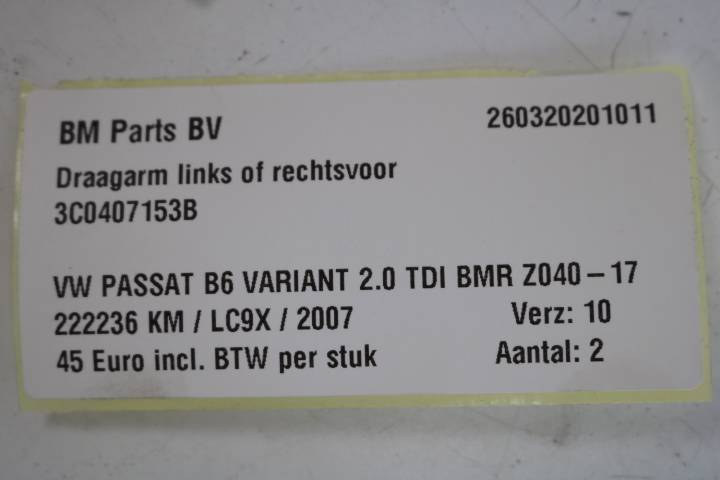 BM Parts BV 260320201011
Draagarm links of rechtsvoor
3C0407153B
VW PASSAT B6 VARIANT 2.0 TDI BMR Z040-17
222236 KM / LC9X / 2007 Verz: 10
45 Euro incl. BTW per stuk Aantal: 2